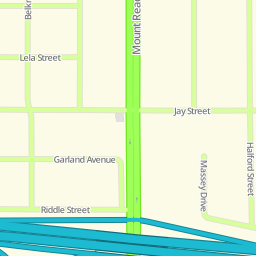 Mount Read
Lela Street
Jay Street
Garland Avenue
Massey Drive
Halford Street
Riddle Street